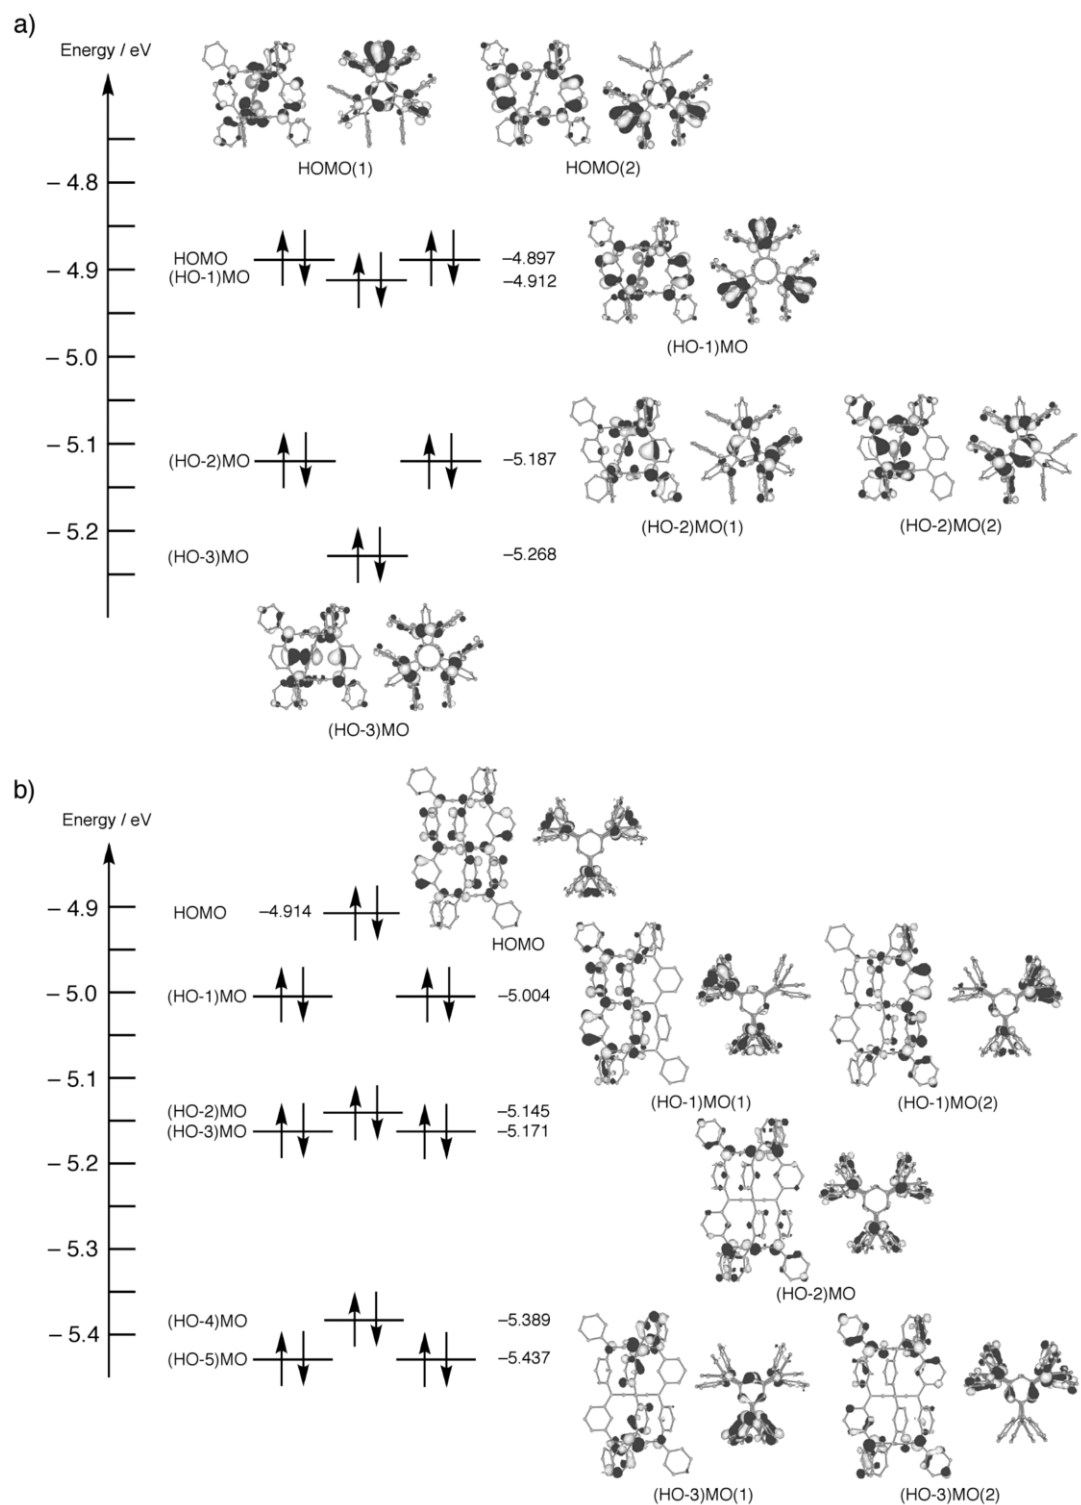 a)
Energy / eV
HOMO(1)
HOMO(2)
– 4.8
HOMO
–4.897
– 4.9
(HO-1)MO
–4.912
(HO-1)MO
– 5.0
– 5.1
(HO-2)MO
–5.187
(HO-2)MO(1)
(HO-2)MO(2)
– 5.2
(HO-3)MO
–5.268
(HO-3)MO
b)
Energy / eV
– 4.9
HOMO
–4.914
HOMO
– 5.0
(HO-1)MO
–5.004
– 5.1
(HO-1)MO(1)
(HO-1)MO(2)
(HO-2)MO
–5.145
(HO-3)MO
–5.171
– 5.2
– 5.3
(HO-2)MO
(HO-4)MO
–5.389
– 5.4
(HO-5)MO
–5.437
(HO-3)MO(1)
(HO-3)MO(2)